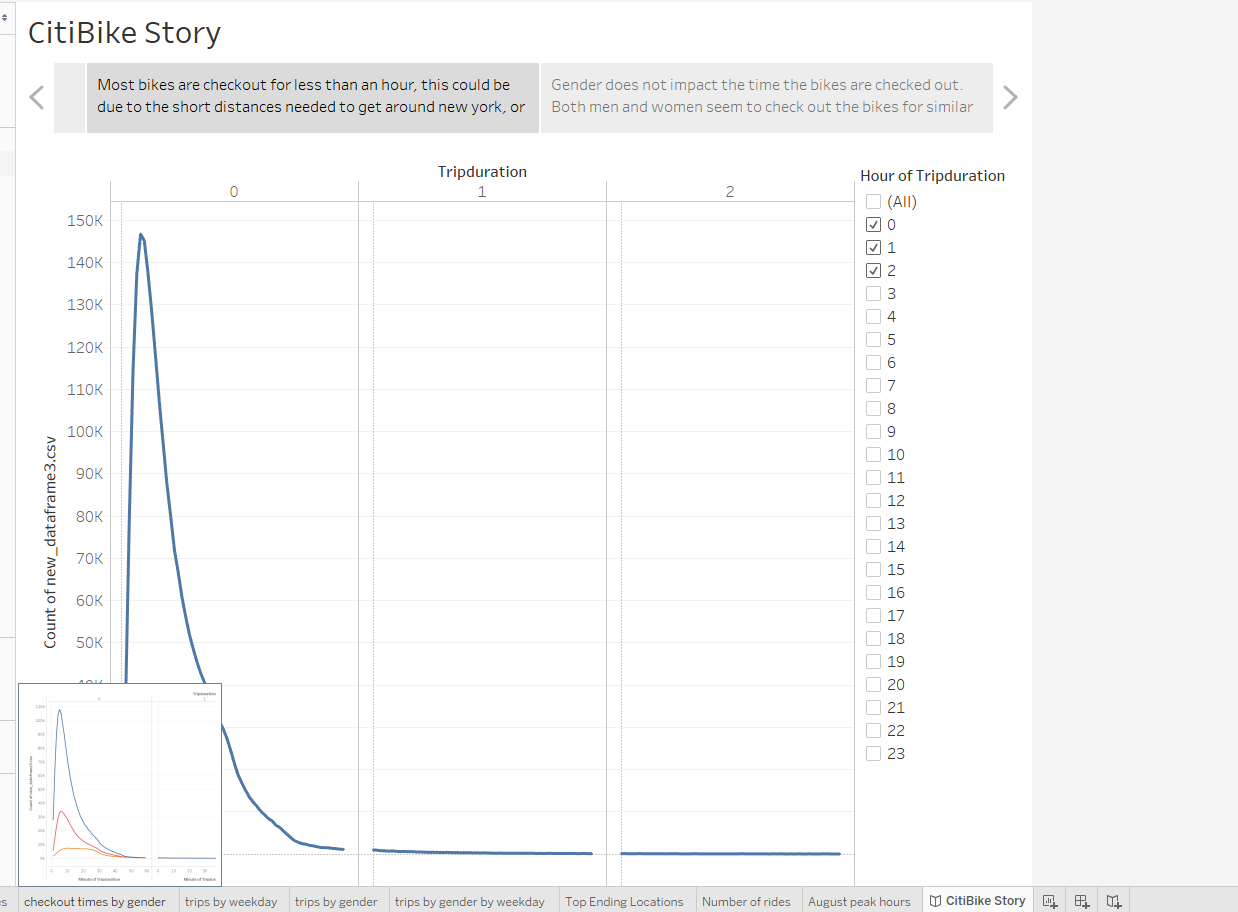 CitiBike Story
Most bikes are checkout for less than an hour, this could be
due to the short distances needed to get around new york, or
Gender does not impact the time the bikes are checked out.
Both men and women seem to check out the bikes for similar
Tripduration
0
1
2
150K
140K
130K
120K
110K
100K
90K
80K
70K
60K
50K
Count of new_dataframe3.csv
Hour of Tripduration
(All)
0
1
2
3
4
5
6
7
8
9
10
11
12
13
14
15
16
17
18
19
20
21
22
23
Tripduration
Minute of Tripduration
checkout times by gender
trips by weekday
trips by gender
trips by gender by weekday
Top Ending Locations
Number of rides
August peak hours
CitiBike Story